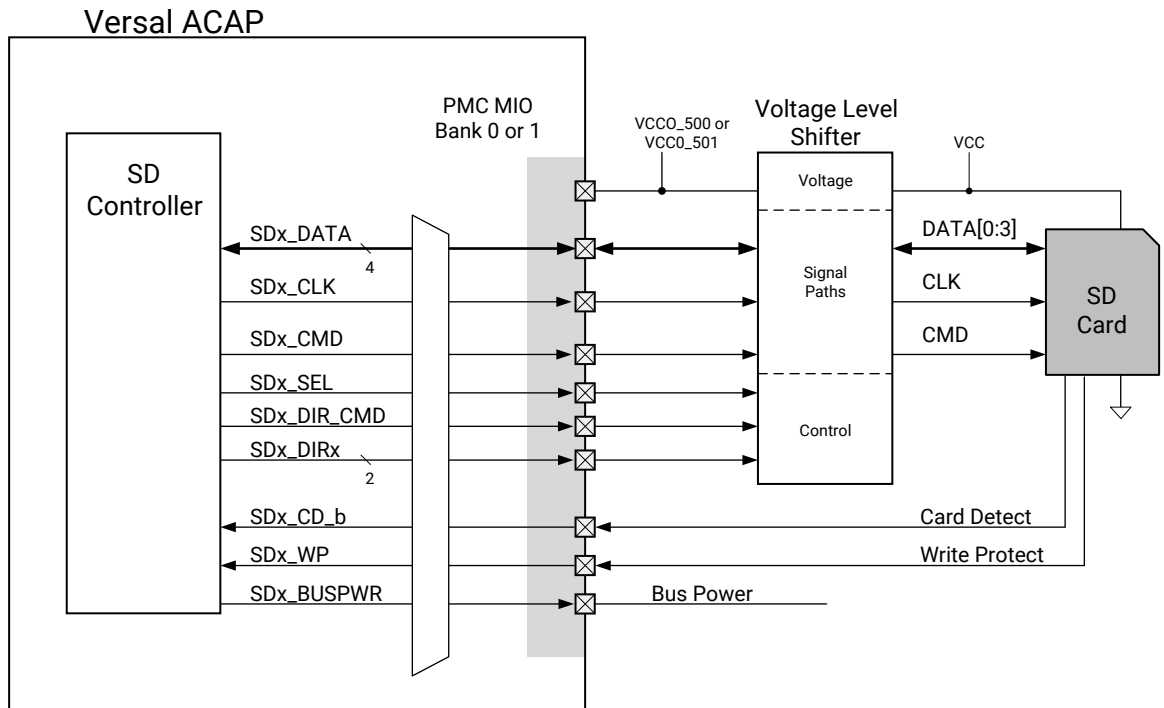 Versal ACAP
PMC MIO
Bank 0 or 1
VCCO_500 or
VCC0_501
Voltage Level
Shifter
VCC
SD
Controller
Voltage
SDx_DATA
4
DATA[0:3]
SDx_CLK
Signal
Paths
CLK
SD
Card
SDx_CMD
CMD
SDx_SEL
SDx_DIR_CMD
Control
SDx_DIRx
2
SDx_CD_b
Card Detect
SDx_WP
Write Protect
SDx_BUSPWR
Bus Power